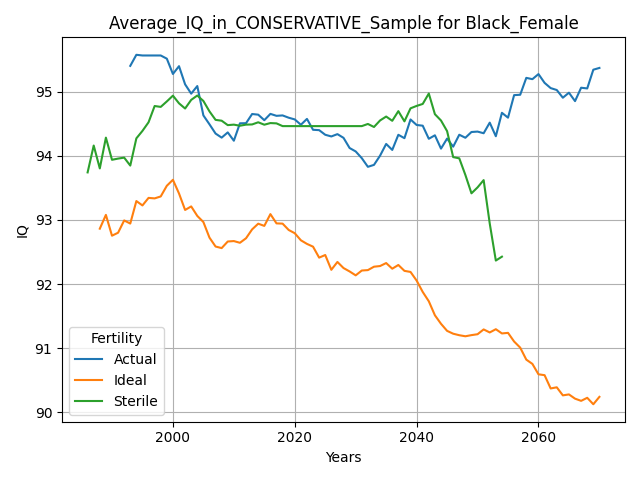 Average_IQ_in_CONSERVATIVE_Sample for Black_Female
IQ
95
94
93
92
91
90
Fertility
Actual
Ideal
Sterile
2000 2020 2040 2060
Years